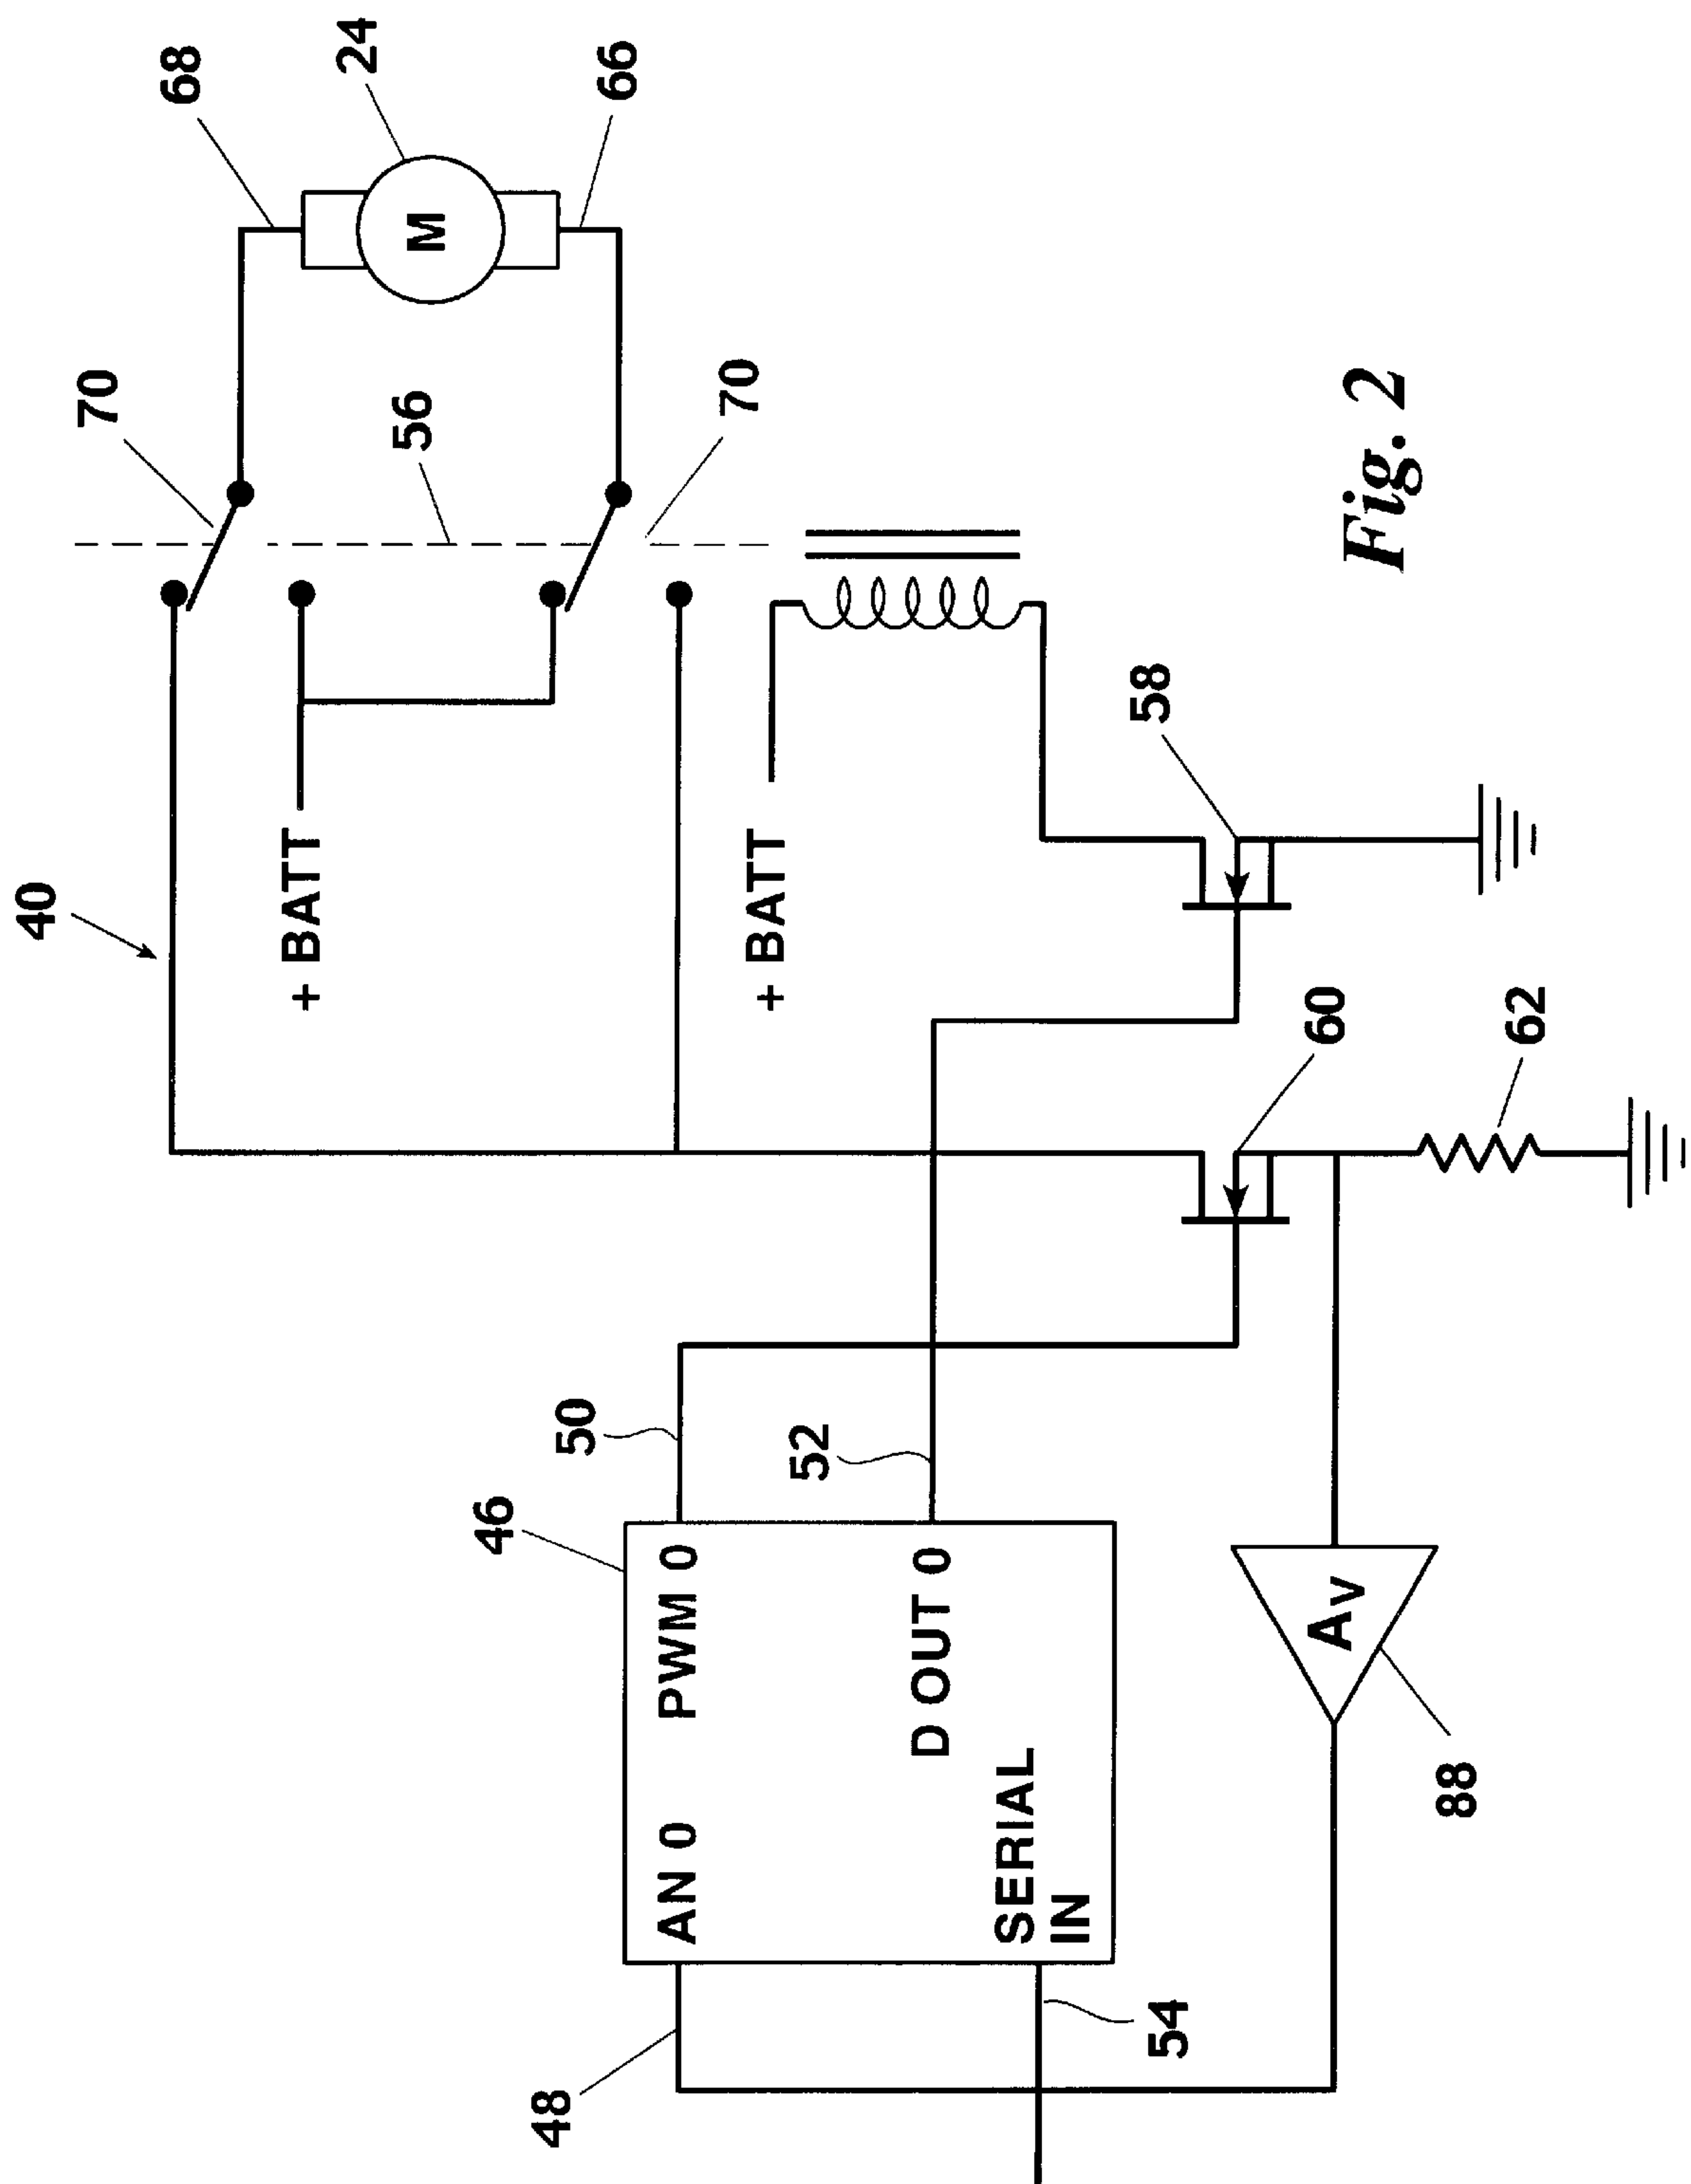 40
70
68
24
66
56
70
+ BATT
+ BATT
M
46
50
52
58
60
62
AN 0 PWM 0
D OUT 0
SERIAL
IN
48
54
Av
88
Fig. 2